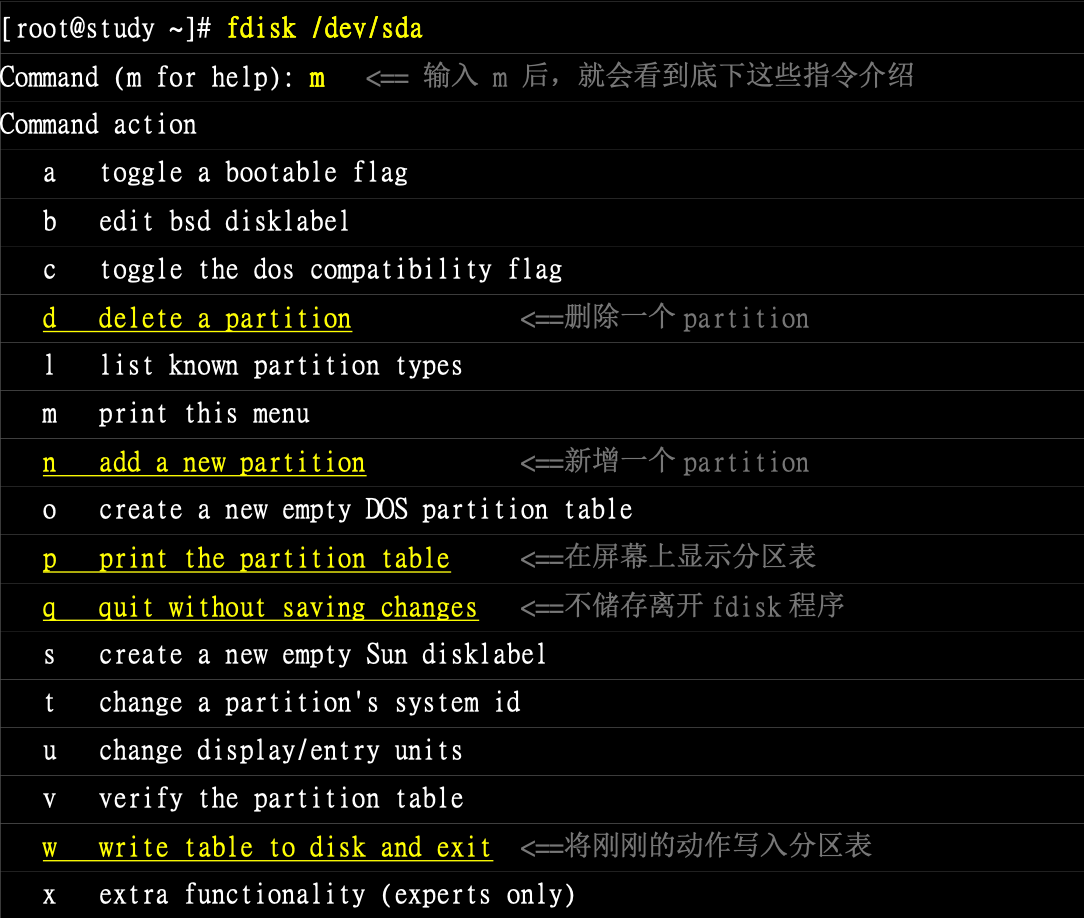 [root@study ~]# fdisk /dev/sda
Command (m for help): m <== 输入 m 后，就会看到底下这些指令介绍
Command action
a toggle a bootable flag
b edit bsd disklabel
c toggle the dos compatibility flag
d delete a partition <==删除一个 partition
l list known partition types
m print this menu
n add a new partition <==新增一个 partition
o create a new empty DOS partition table
p print the partition table <==在屏幕上显示分区表
q quit without saving changes <==不储存离开 fdisk 程序
s create a new empty Sun disklabel
t change a partition's system id
u change display/entry units
v verify the partition table
w write table to disk and exit <==将刚刚的动作写入分区表
x extra functionality (experts only)